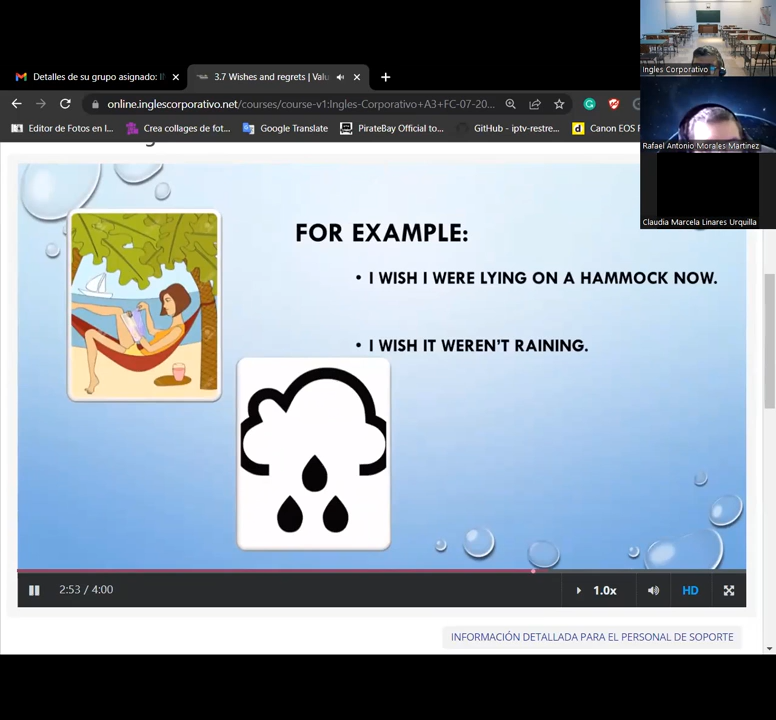 Detalles de su grupo asignado: I
3.7 Wishes and regrets | Valu
online.inglescorporativo.net/courses/course-v1:Ingles-Corporativo+A3+FC-07-20...
Editor de Fotos en l...
Crea collages de fot...
Google Translate
PirateBay Official to...
GitHub - iptv-restre...
Canon EOS F
Ingles Corporativo
Rafael Antonio Morales Martinez
Claudia Marcela Linares Urquilla
FOR EXAMPLE:
• I WISH I WERE LYING ON A HAMMOCK NOW.
• I WISH IT WEREN'T RAINING.
2:53 / 4:00
1.0x
HD
INFORMACIÓN DETALLADA PARA EL PERSONAL DE SOPORTE